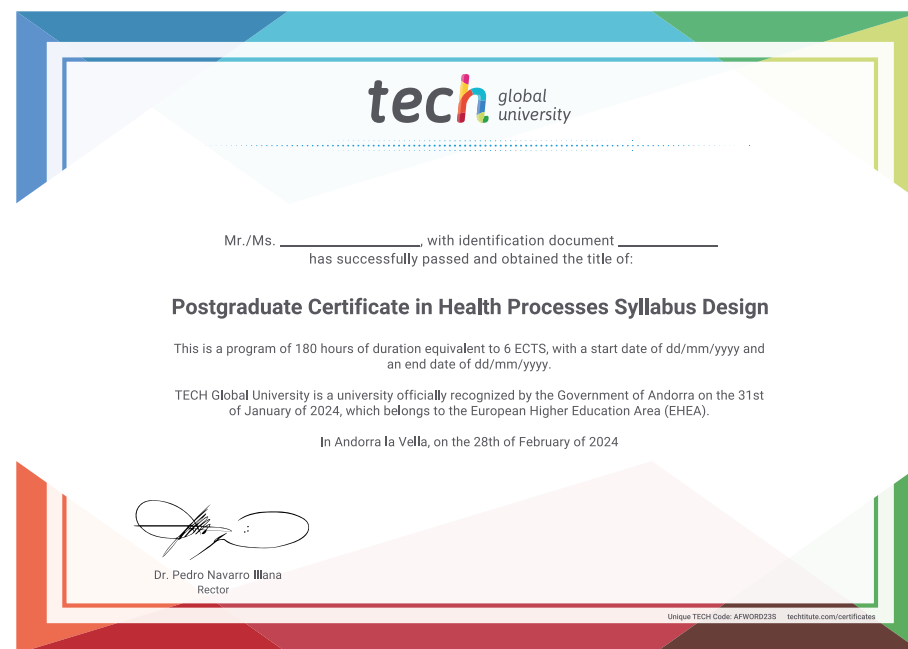 tech global
university
Mr./Ms. ____________, with identification document ____________
has successfully passed and obtained the title of:
Postgraduate Certificate in Health Processes Syllabus Design
This is a program of 180 hours of duration equivalent to 6 ECTS, with a start date of dd/mm/yyyy and
an end date of dd/mm/yyyy.
TECH Global University is a university officially recognized by the Government of Andorra on the 31st
of January of 2024, which belongs to the European Higher Education Area (EHEA).
In Andorra la Vella, on the 28th of February of 2024
Dr. Pedro Navarro Illana
Rector
Unique TECH Code: AFWORD23S techtitute.com/certificates